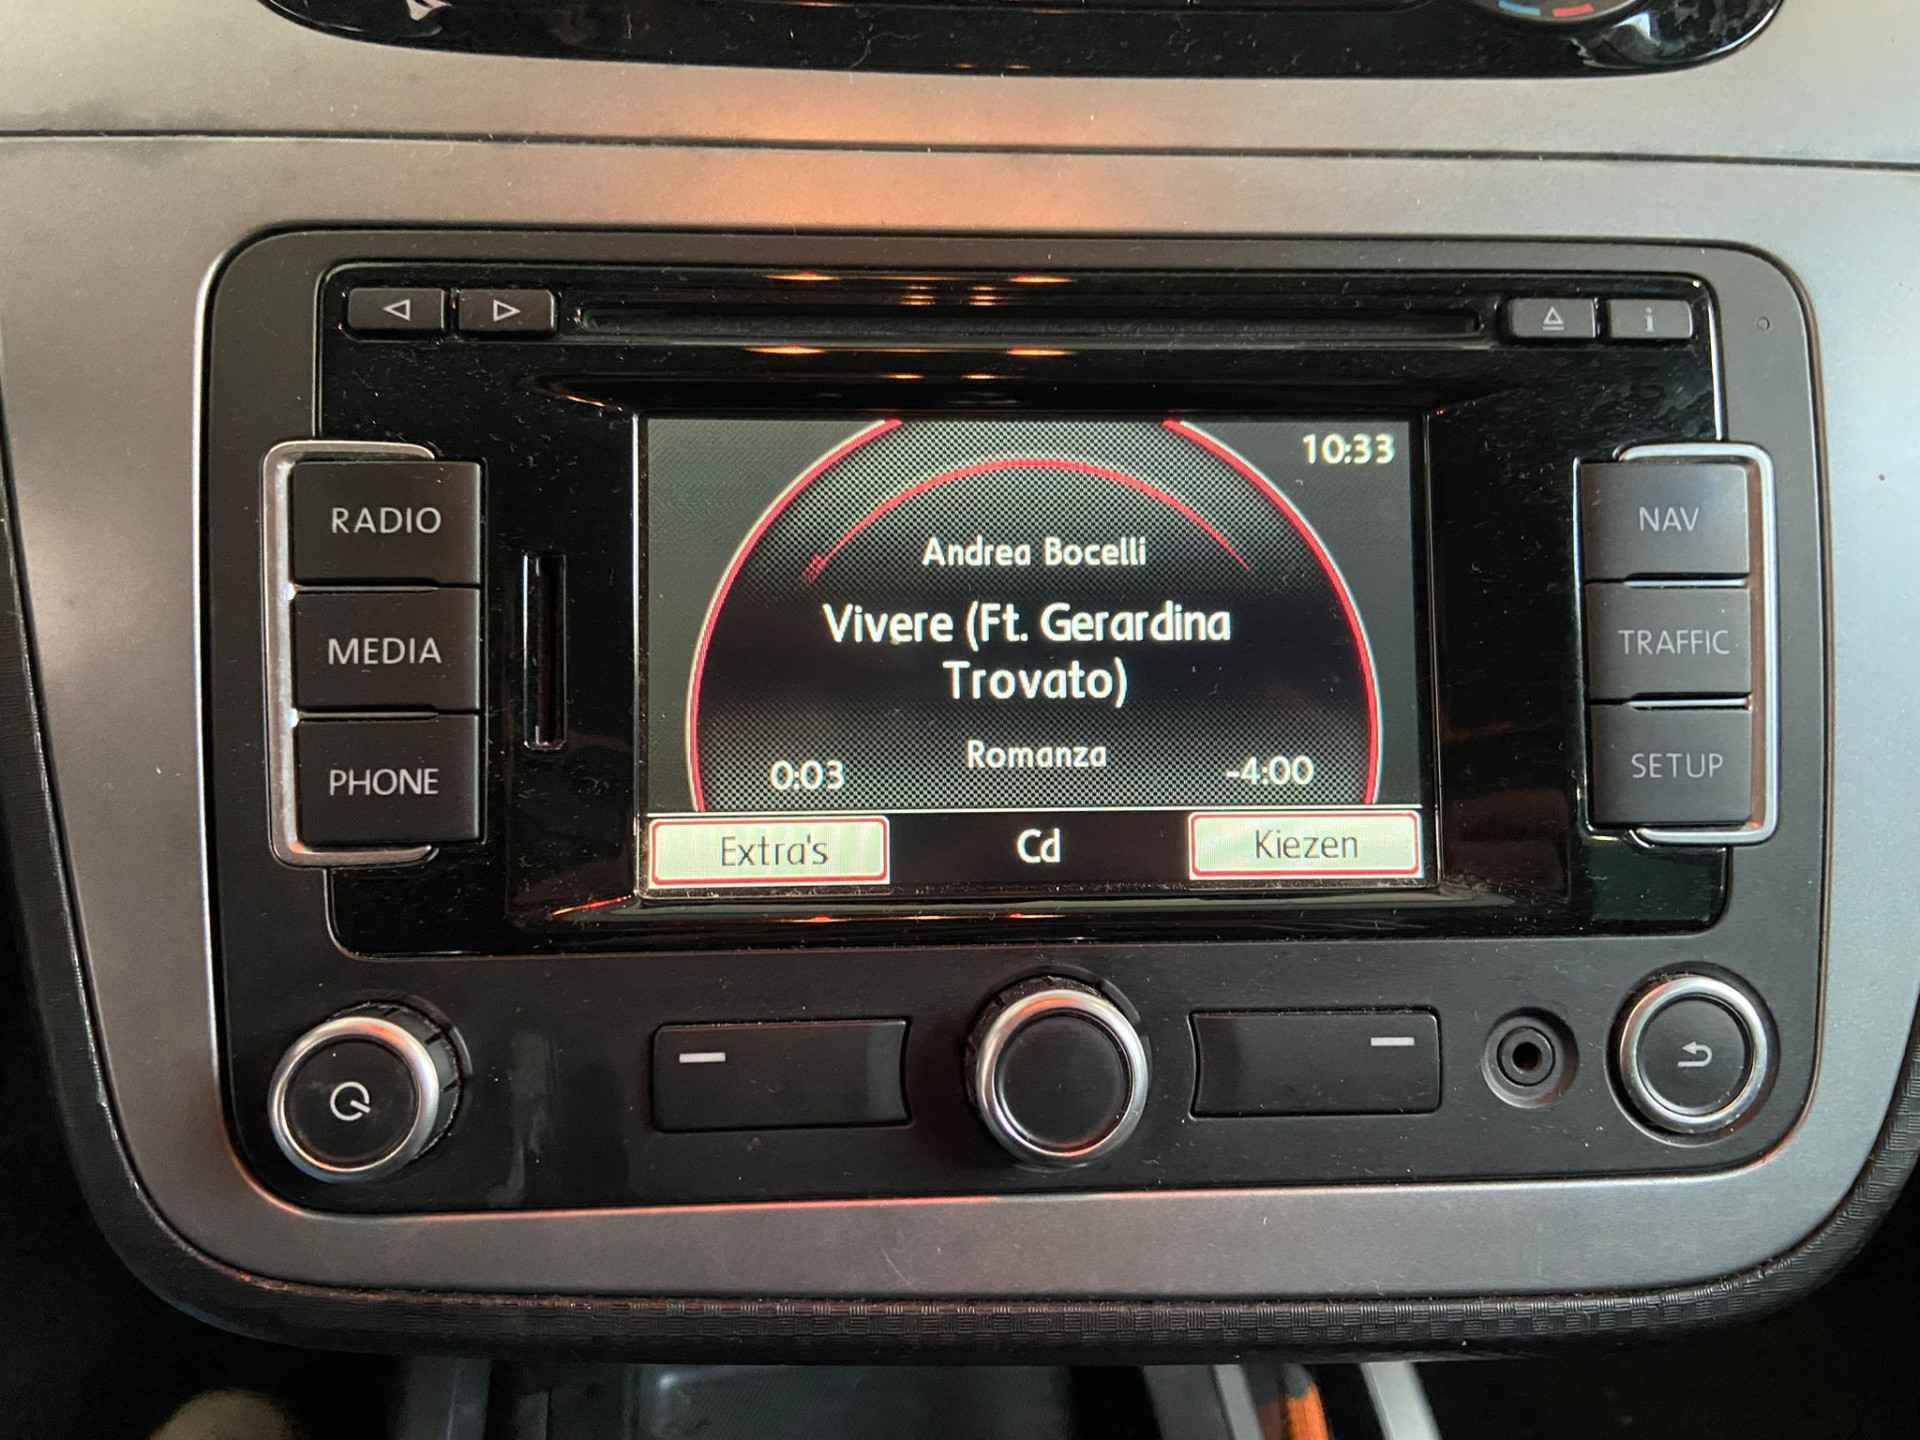 i
10:33
RADIO
NAV
Andrea Bocelli
Vivere (Ft. Gerardina
Trovato)
MEDIA
TRAFFIC
Romanza
0:03
-4:00
PHONE
SETUP
Extra's
Cd
Kiezen